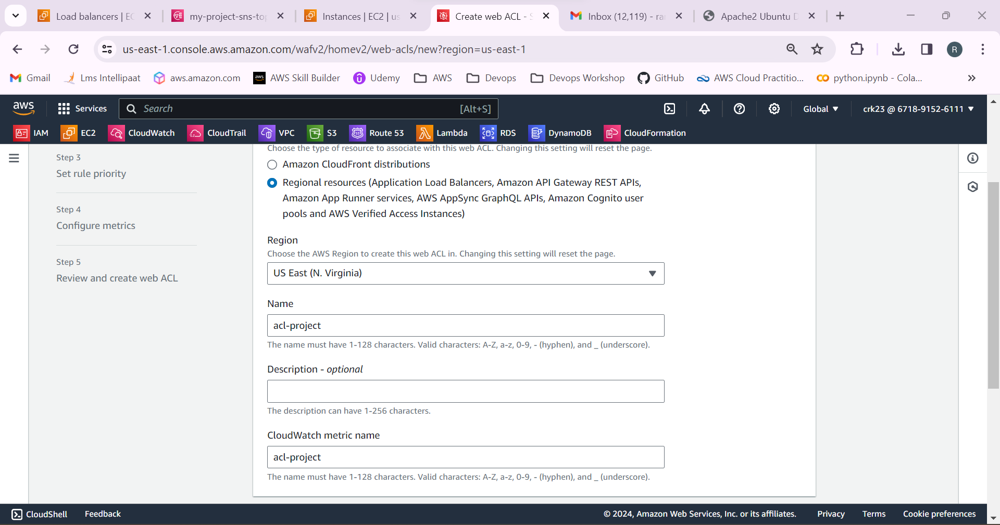 Load balancers | EC
my-project-sns-top
Instances | EC2 | us
Create web ACL - S
Inbox (12,119) - ra
Apache2 Ubuntu D
us-east-1.console.aws.amazon.com/wafv2/homev2/web-acls/new?region=us-east-1
R
Gmail
Lms Intellipaat
aws.amazon.com
aws
AWS Skill Builder
Udemy
AWS
Devops
Devops Workshop
GitHub
AWS Cloud Practitio...
python.ipynb - Cola...
aws
Services
Search
[Alt+S]
Global
crk23 @ 6718-9152-6111
IAM
EC2
CloudWatch
CloudTrail
VPC
S3
Route 53
Lambda
RDS
DynamoDB
CloudFormation
Step 3
Set rule priority
Step 4
Configure metrics
Step 5
Review and create web ACL
Choose the type of resource to associate with this web ACL. Changing this setting will reset the page.
Amazon CloudFront distributions
Regional resources (Application Load Balancers, Amazon API Gateway REST APIs,
Amazon App Runner services, AWS AppSync GraphQL APIs, Amazon Cognito user
pools and AWS Verified Access Instances)
Region
Choose the AWS Region to create this web ACL in. Changing this setting will reset the page.
US East (N. Virginia)
Name
acl-project
The name must have 1-128 characters. Valid characters: A-Z, a-z, 0-9, - (hyphen), and _ (underscore).
Description - optional
The description can have 1-256 characters.
CloudWatch metric name
acl-project
The name must have 1-128 characters. Valid characters: A-Z, a-z, 0-9, - (hyphen), and _ (underscore).
CloudShell
Feedback
© 2024, Amazon Web Services, Inc. or its affiliates.
Privacy
Terms
Cookie preferences